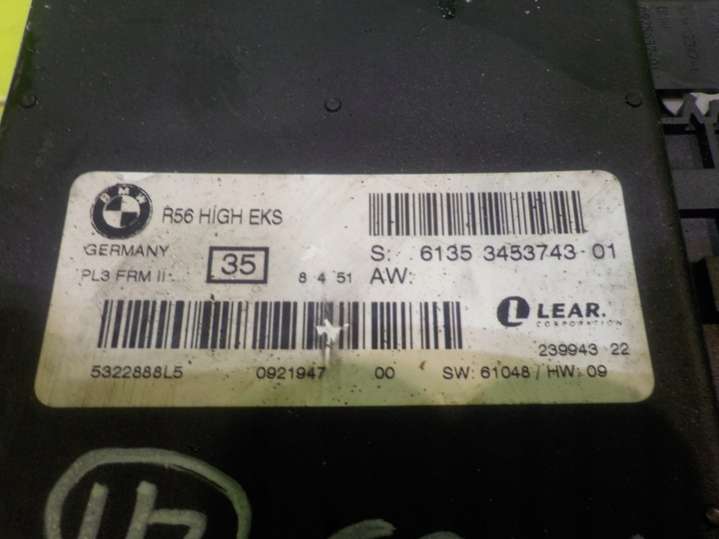 BMW
R56 HIGH EKS
GERMANY
PL3 FRM II
35
8 4 51
S: 6135 3453743-01
AW:
LEAR.
CORPORATION
239943 22
5322888L5 0921947 00 SW: 61048 / HW: 09